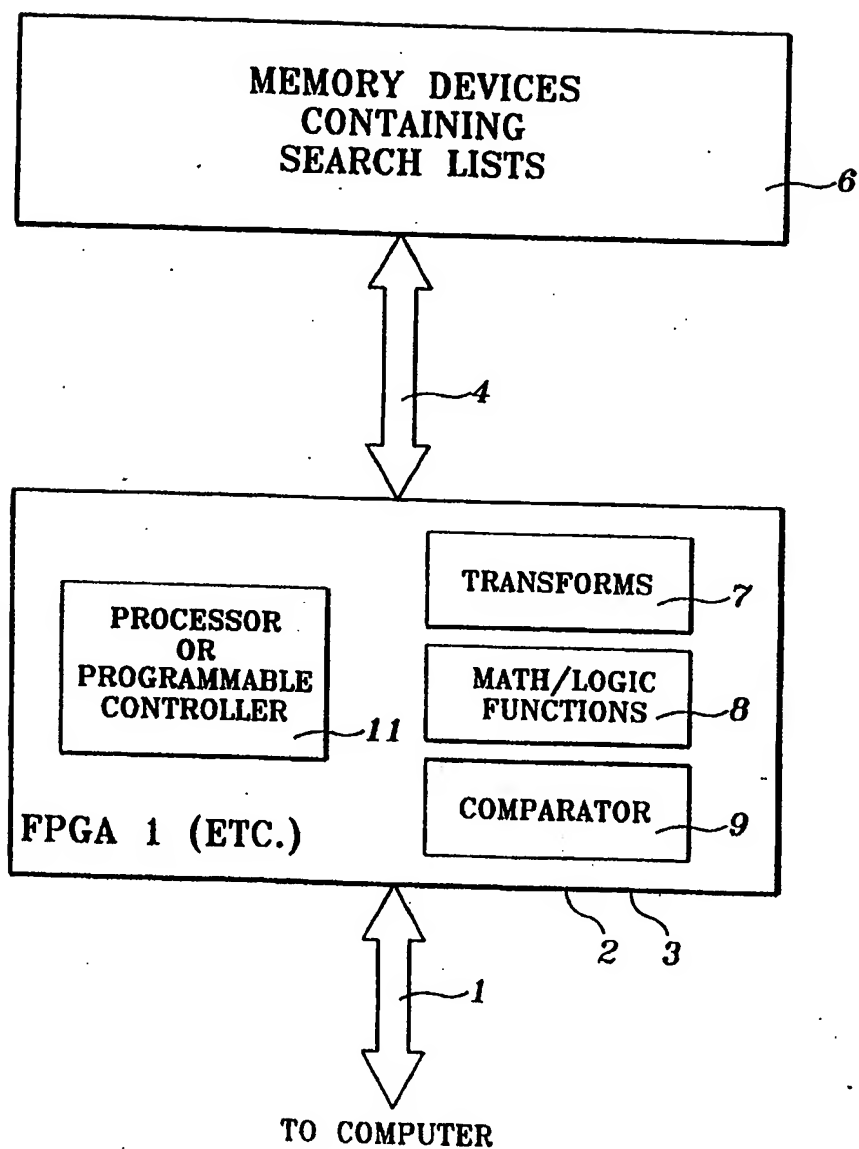 MEMORY DEVICES
CONTAINING
SEARCH LISTS
6
4
PROCESSOR
OR
PROGRAMMABLE
CONTROLLER
11
TRANSFORMS
7
MATH/LOGIC
FUNCTIONS
8
COMPARATOR
9
FPGA 1 (ETC.)
2
3
1
TO COMPUTER